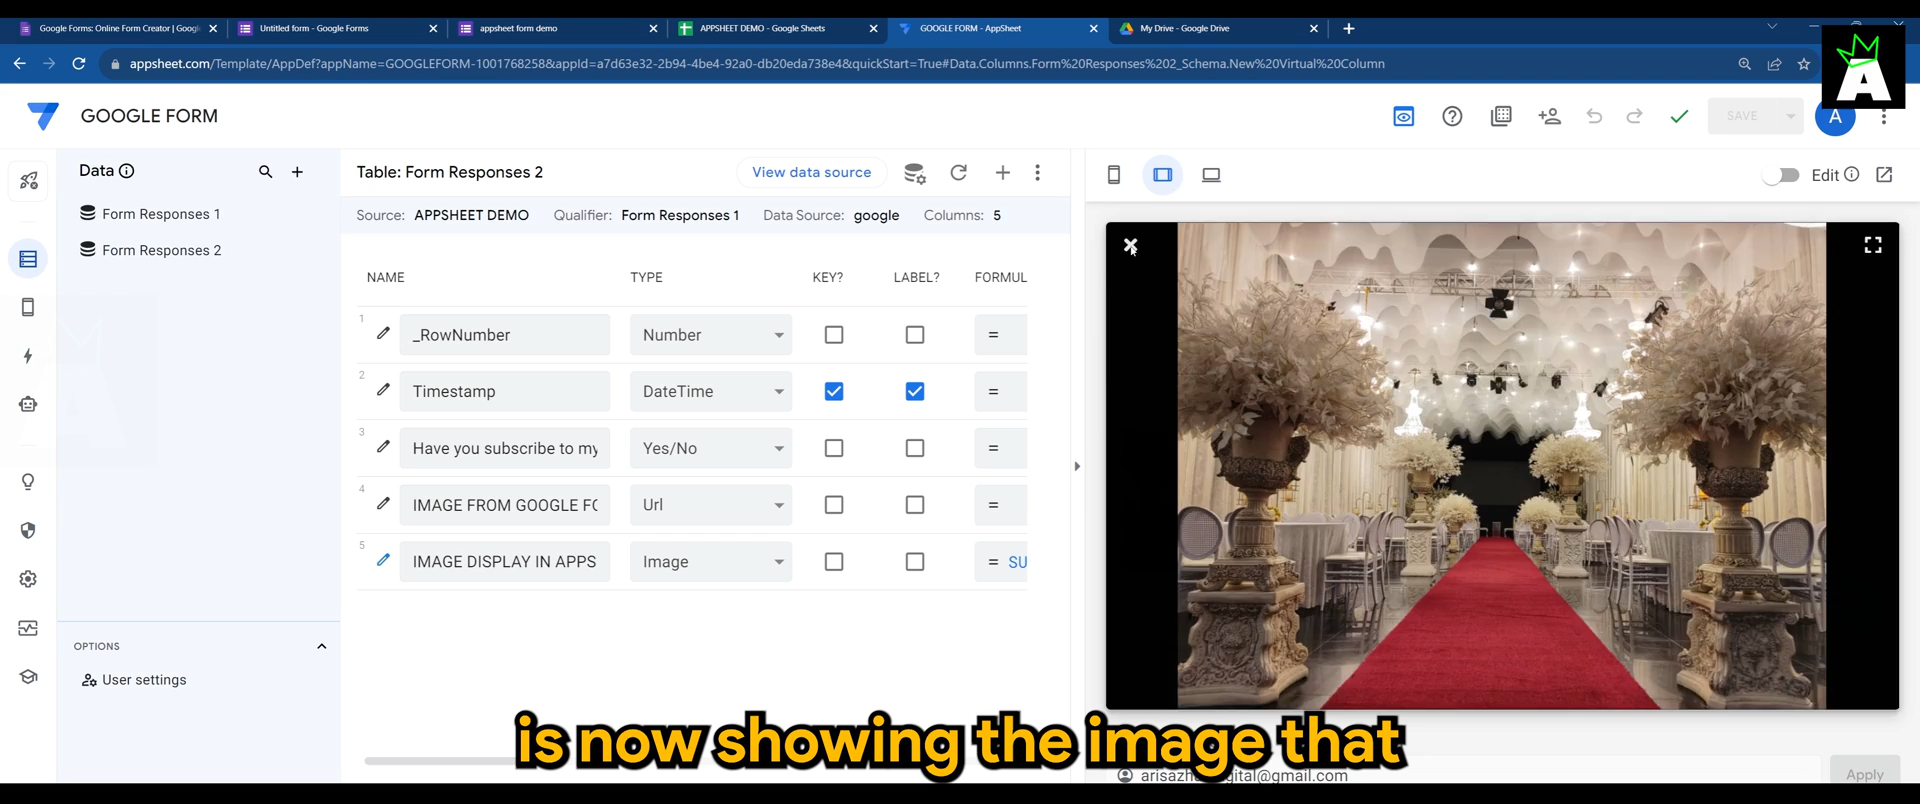 Google Forms: Online Form Creator | Googl
Untitled form - Google Forms
appsheet form demo
APPSHEET DEMO - Google Sheets
GOOGLE FORM - AppSheet
My Drive - Google Drive
appsheet.com/Template/AppDef?appName=GOOGLEFORM-1001768258&appId=a7d63e32-2b94-4be4-92a0-db20eda738e4&quickStart=True#Data.Columns.Form%20Responses%202_Schema.New%20Virtual%20Column
A
GOOGLE FORM
SAVE
A
Data
Form Responses 1
Form Responses 2
OPTIONS
User settings
Table: Form Responses 2
View data source
Source: APPSHEET DEMO Qualifier: Form Responses 1 Data Source: google Columns: 5
NAME TYPE KEY? LABEL? FORMUL
1 _RowNumber Number =
2 Timestamp DateTime =
3 Have you subscribe to my Yes/No =
4 IMAGE FROM GOOGLE FO Url =
5 IMAGE DISPLAY IN APPS Image = SU
Edit
is now showing the image that
Apply